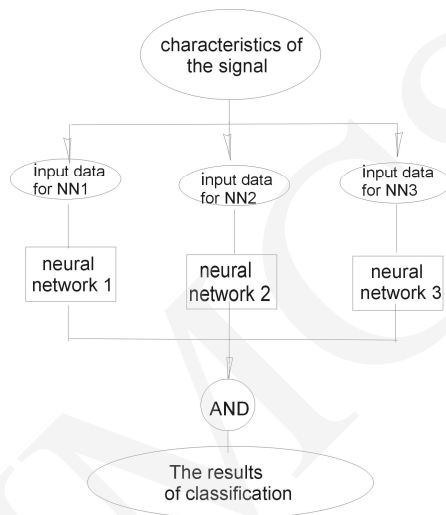 characteristics of
the signal
input data
for NN1
input data
for NN2
input data
for NN3
neural
network 1
neural
network 2
neural
network 3
AND
The results
of classification